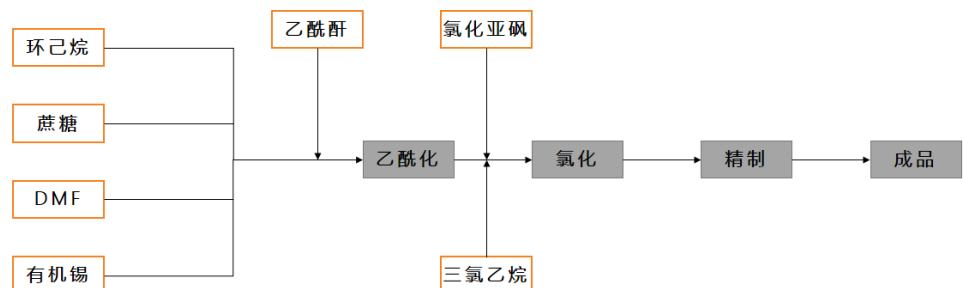 乙酰酐
氯化亚砜
环己烷
蔗糖
乙酰化
氯化
精制
成品
DMF
有机锡
三氯乙烷